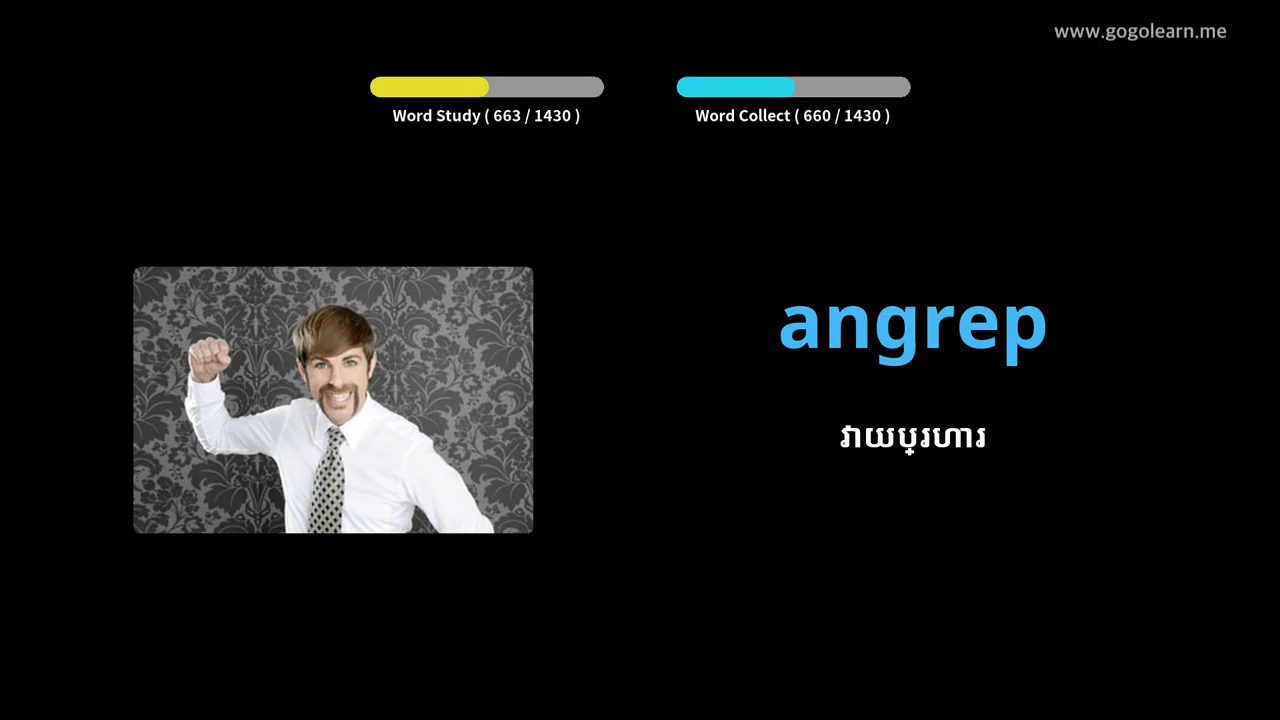 www.gogolearn.me
Word Study ( 663 / 1430 )
Word Collect ( 660 / 1430 )
angrep
វាយប្រហារ